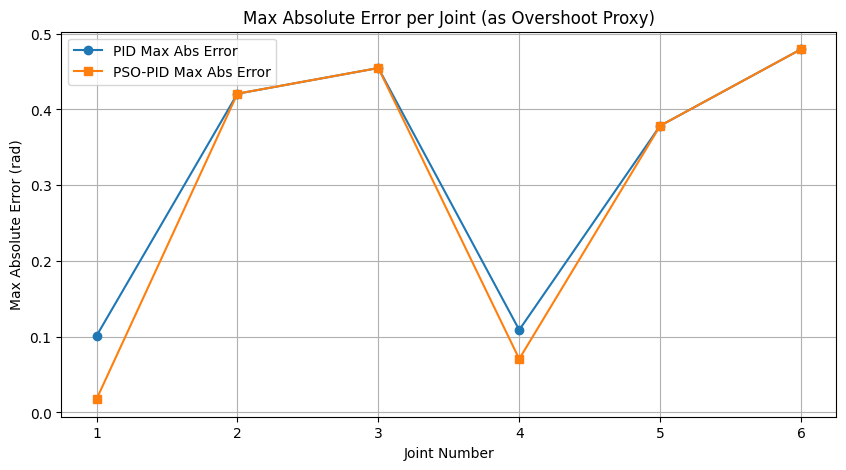 Max Absolute Error per Joint (as Overshoot Proxy)
PID Max Abs Error
PSO-PID Max Abs Error
Max Absolute Error (rad)
0.5
0.4
0.3
0.2
0.1
0.0
1 2 3 4 5 6
Joint Number